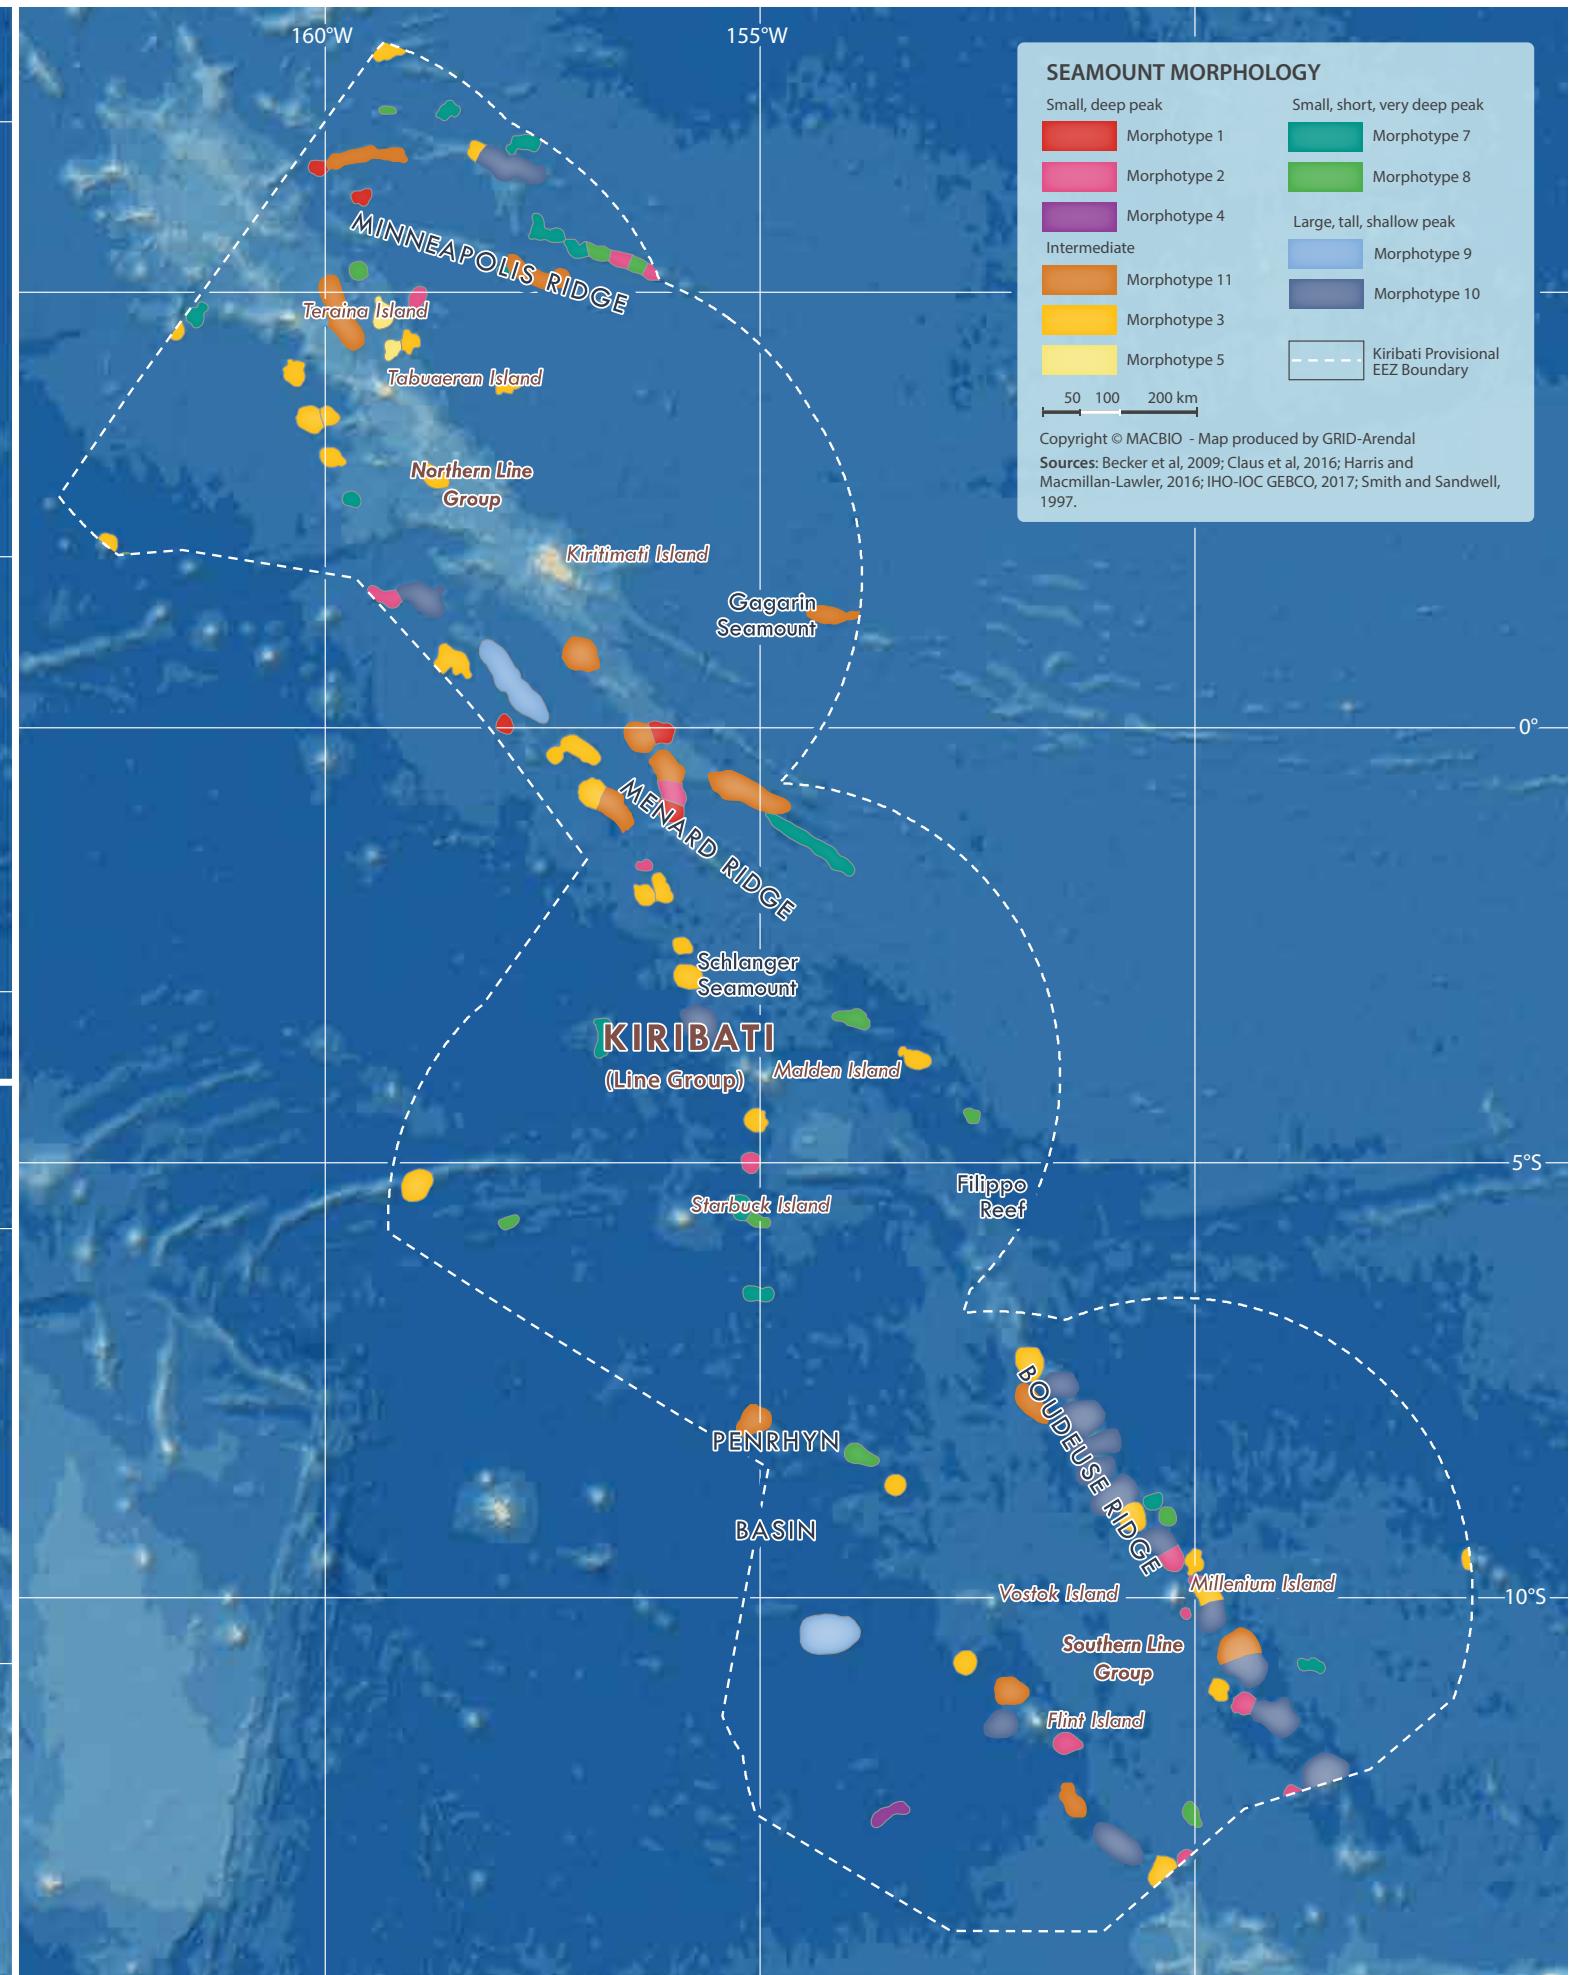 160°W
155°W
SEAMOUNT MORPHOLOGY
Small, deep peak
Morphotype 1
Morphotype 2
Morphotype 4
Intermediate
Morphotype 11
Morphotype 3
Morphotype 5
Small, short, very deep peak
Morphotype 7
Morphotype 8
Large, tall, shallow peak
Morphotype 9
Morphotype 10
Kiribati Provisional
EEZ Boundary
50 100 200 km
Copyright © MACBIO - Map produced by GRID-Arendal
Sources: Becker et al, 2009; Claus et al, 2016; Harris and
Macmillan-Lawler, 2016; IHO-IOC GEBCO, 2017; Smith and Sandwell,
1997.
MINNEAPOLIS RIDGE
Teraina Island
Tabuaeran Island
Northern Line
Group
Kiritimati Island
Gagarin
Seamount
0°
MENARD RIDGE
Schlanger
Seamount
KIRIBATI
(Line Group)
Malden Island
5°S
Filippo
Reef
Starbuck Island
BOUDEUSE RIDGE
PENRHYN
BASIN
Vostok Island
Millenium Island
10°S
Southern Line
Group
Flint Island